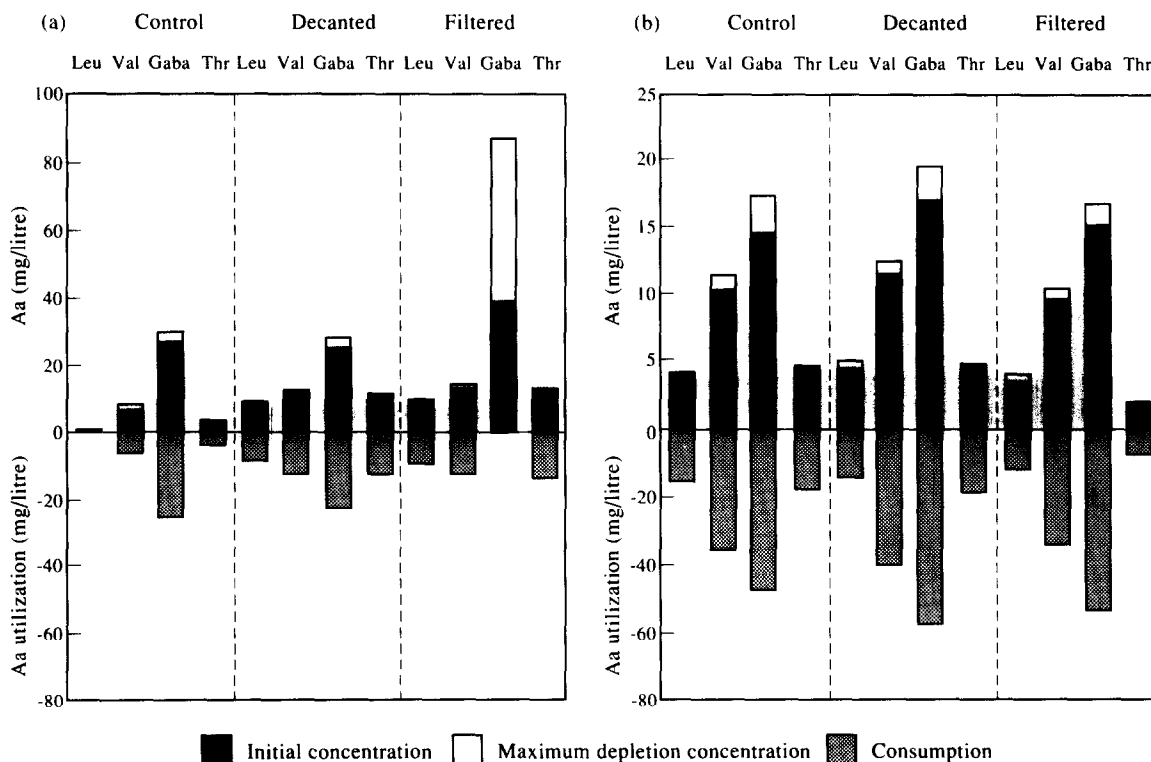 (a) Control Decanted Filtered
Leu Val Gaba Thr Leu Val Gaba Thr Leu Val Gaba Thr
100
80
60
40
20
0
-20
-40
-60
-80
Aa (mg/litre)
Aa utilization (mg/litre)
(b) Control Decanted Filtered
Leu Val Gaba Thr Leu Val Gaba Thr Leu Val Gaba Thr
25
20
15
10
5
0
-20
-40
-60
-80
Aa (mg/litre)
Aa utilization (mg/litre)
Initial concentration Maximum depletion concentration Consumption